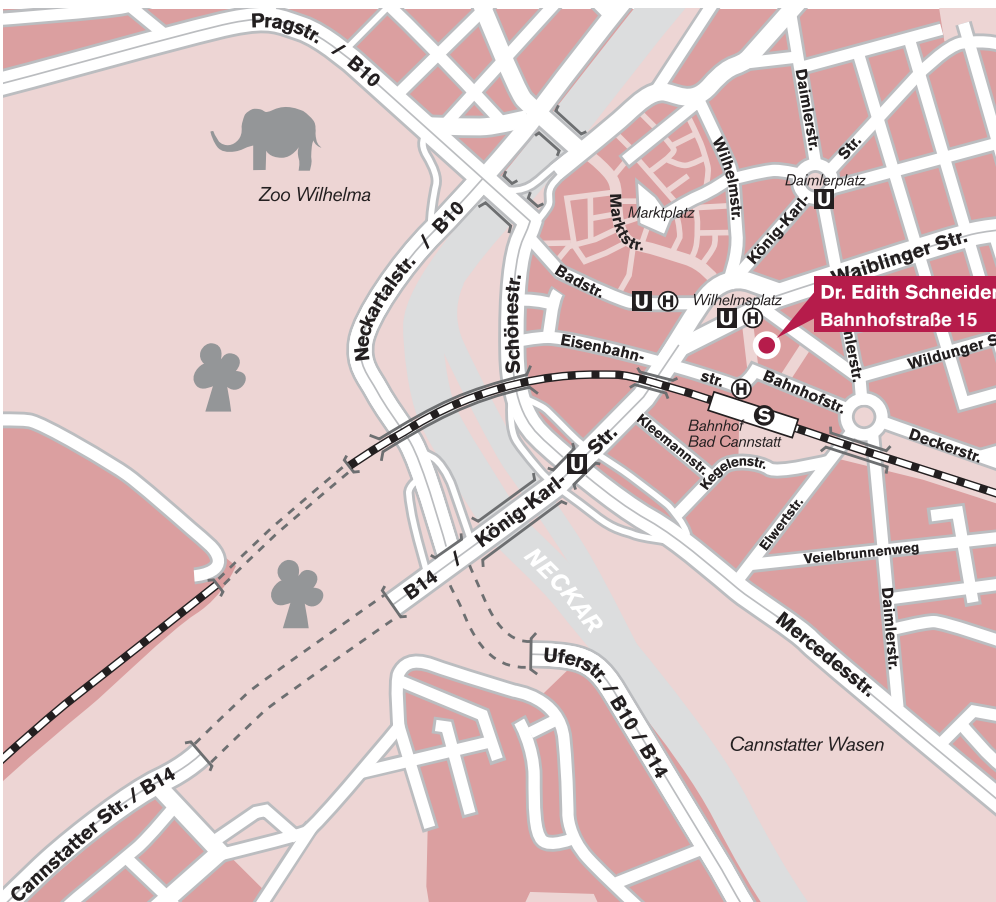 Pragstr. / B10
Daimlerstr.
Str.
Zoo Wilhelma
Wilhelmstr.
Daimlerplatz
U
Marktplatz
Marktstr.
König-Karl-
Neckartalstr. / B10
Waiblinger Str.
Badstr.
U H
Wilhelmsplatz
U H
Dr. Edith Schneider
Bahnhofstraße 15
Schönestr.
Eisenbahn-
str.
H
mlerstr.
Wildunger S
Bahnhofstr.
S
Bahnhof
Bad Cannstatt
Kleemannstr.
Kegelenstr.
Deckerstr.
U
B14 / König-Karl- Str.
Elwertstr.
Veielbrunnenweg
NECKAR
Daimlerstr.
Mercedesstr.
Uferstr. / B10 / B14
Cannstatter Wasen
Cannstatter Str. / B14